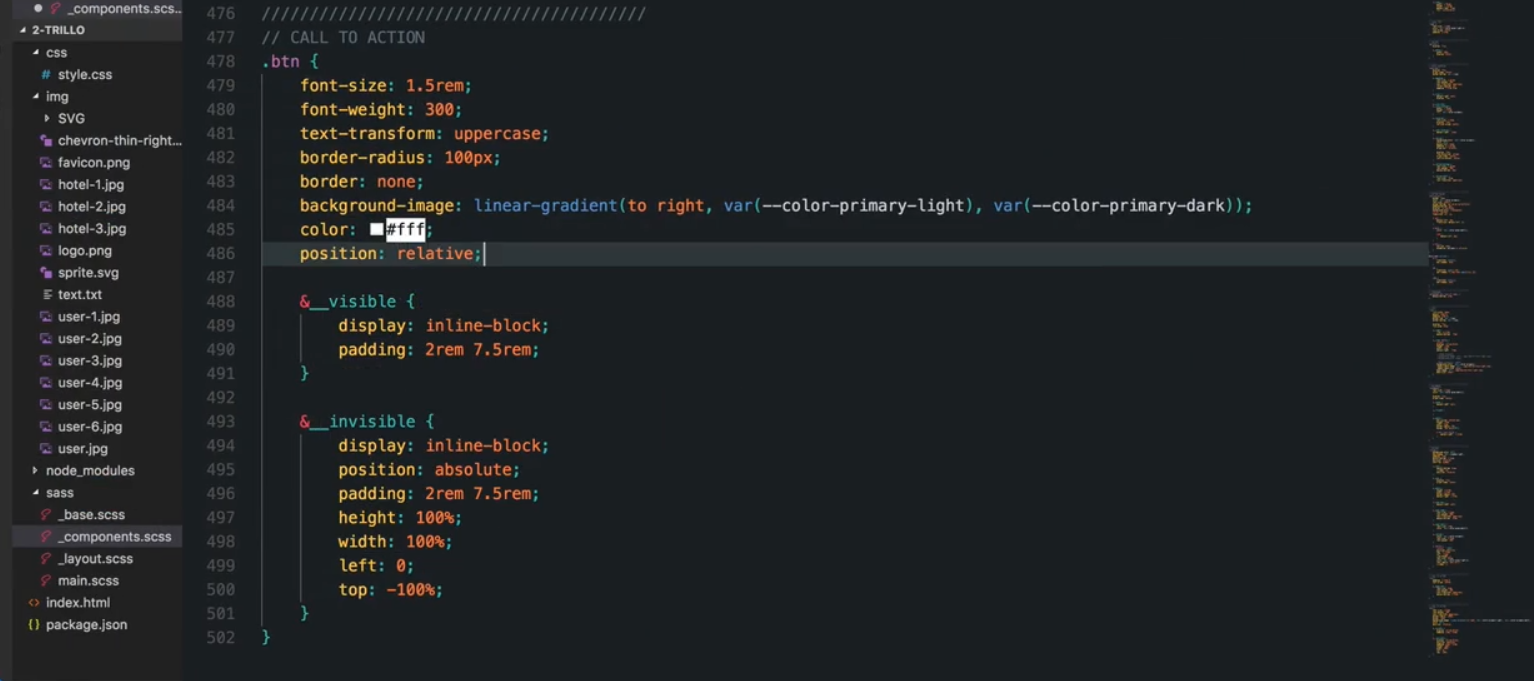 _components.scs...
2-TRILLO
css
# style.css
img
SVG
chevron-thin-right...
favicon.png
hotel-1.jpg
hotel-2.jpg
hotel-3.jpg
logo.png
sprite.svg
text.txt
user-1.jpg
user-2.jpg
user-3.jpg
user-4.jpg
user-5.jpg
user-6.jpg
user.jpg
node_modules
sass
_base.scss
_components.scss
_layout.scss
main.scss
<> index.html
{} package.json
476 ////////////////////////////////////////
477 // CALL TO ACTION
478 .btn {
479 font-size: 1.5rem;
480 font-weight: 300;
481 text-transform: uppercase;
482 border-radius: 100px;
483 border: none;
484 background-image: linear-gradient(to right, var(--color-primary-light), var(--color-primary-dark));
485 color: #fff;
486 position: relative;
487
488 &__visible {
489 display: inline-block;
490 padding: 2rem 7.5rem;
491 }
492
493 &__invisible {
494 display: inline-block;
495 position: absolute;
496 padding: 2rem 7.5rem;
497 height: 100%;
498 width: 100%;
499 left: 0;
500 top: -100%;
501 }
502 }